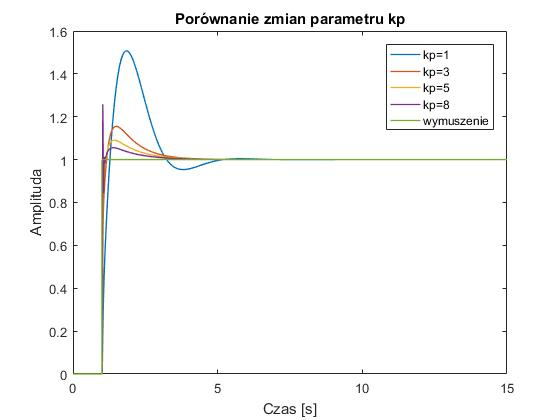 Porównanie zmian parametru kp
1.6
1.4
1.2
1
0.8
0.6
0.4
0.2
0
Amplituda
kp=1
kp=3
kp=5
kp=8
wymuszenie
0
5
10
15
Czas [s]